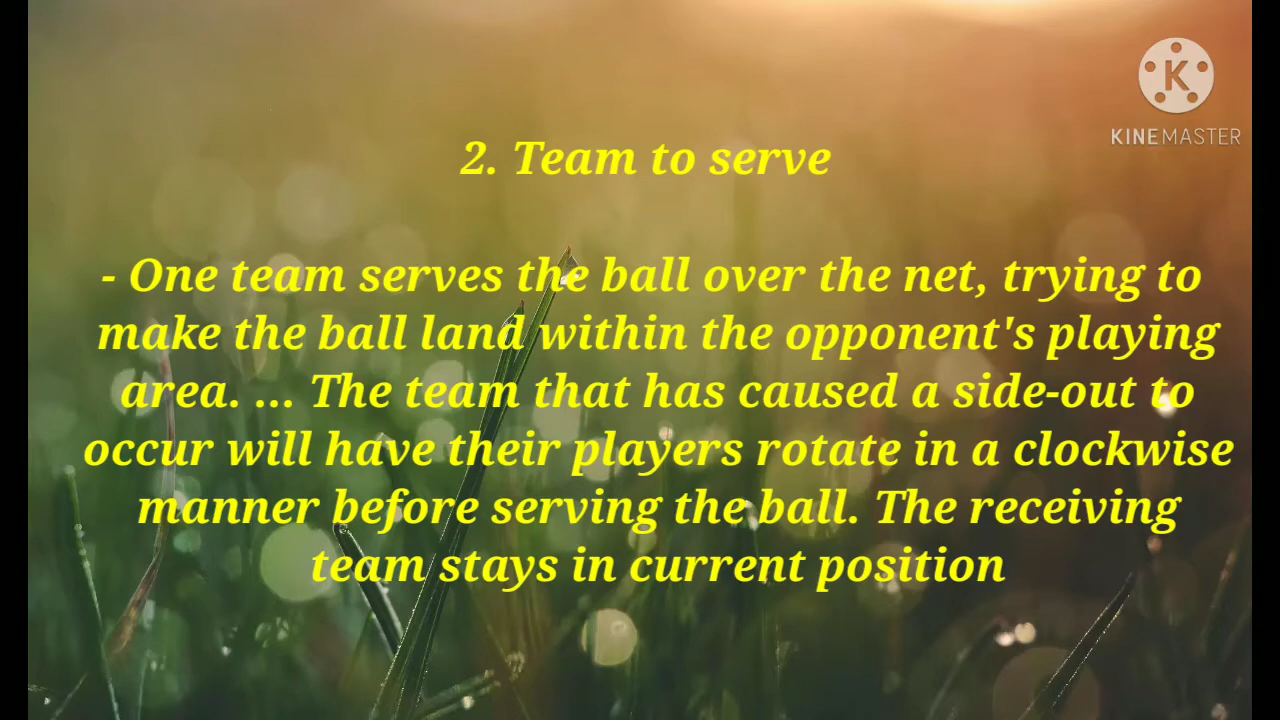 K
KINEMASTER
2. Team to serve
- One team serves the ball over the net, trying to
make the ball land within the opponent's playing
area. ... The team that has caused a side-out to
occur will have their players rotate in a clockwise
manner before serving the ball. The receiving
team stays in current position